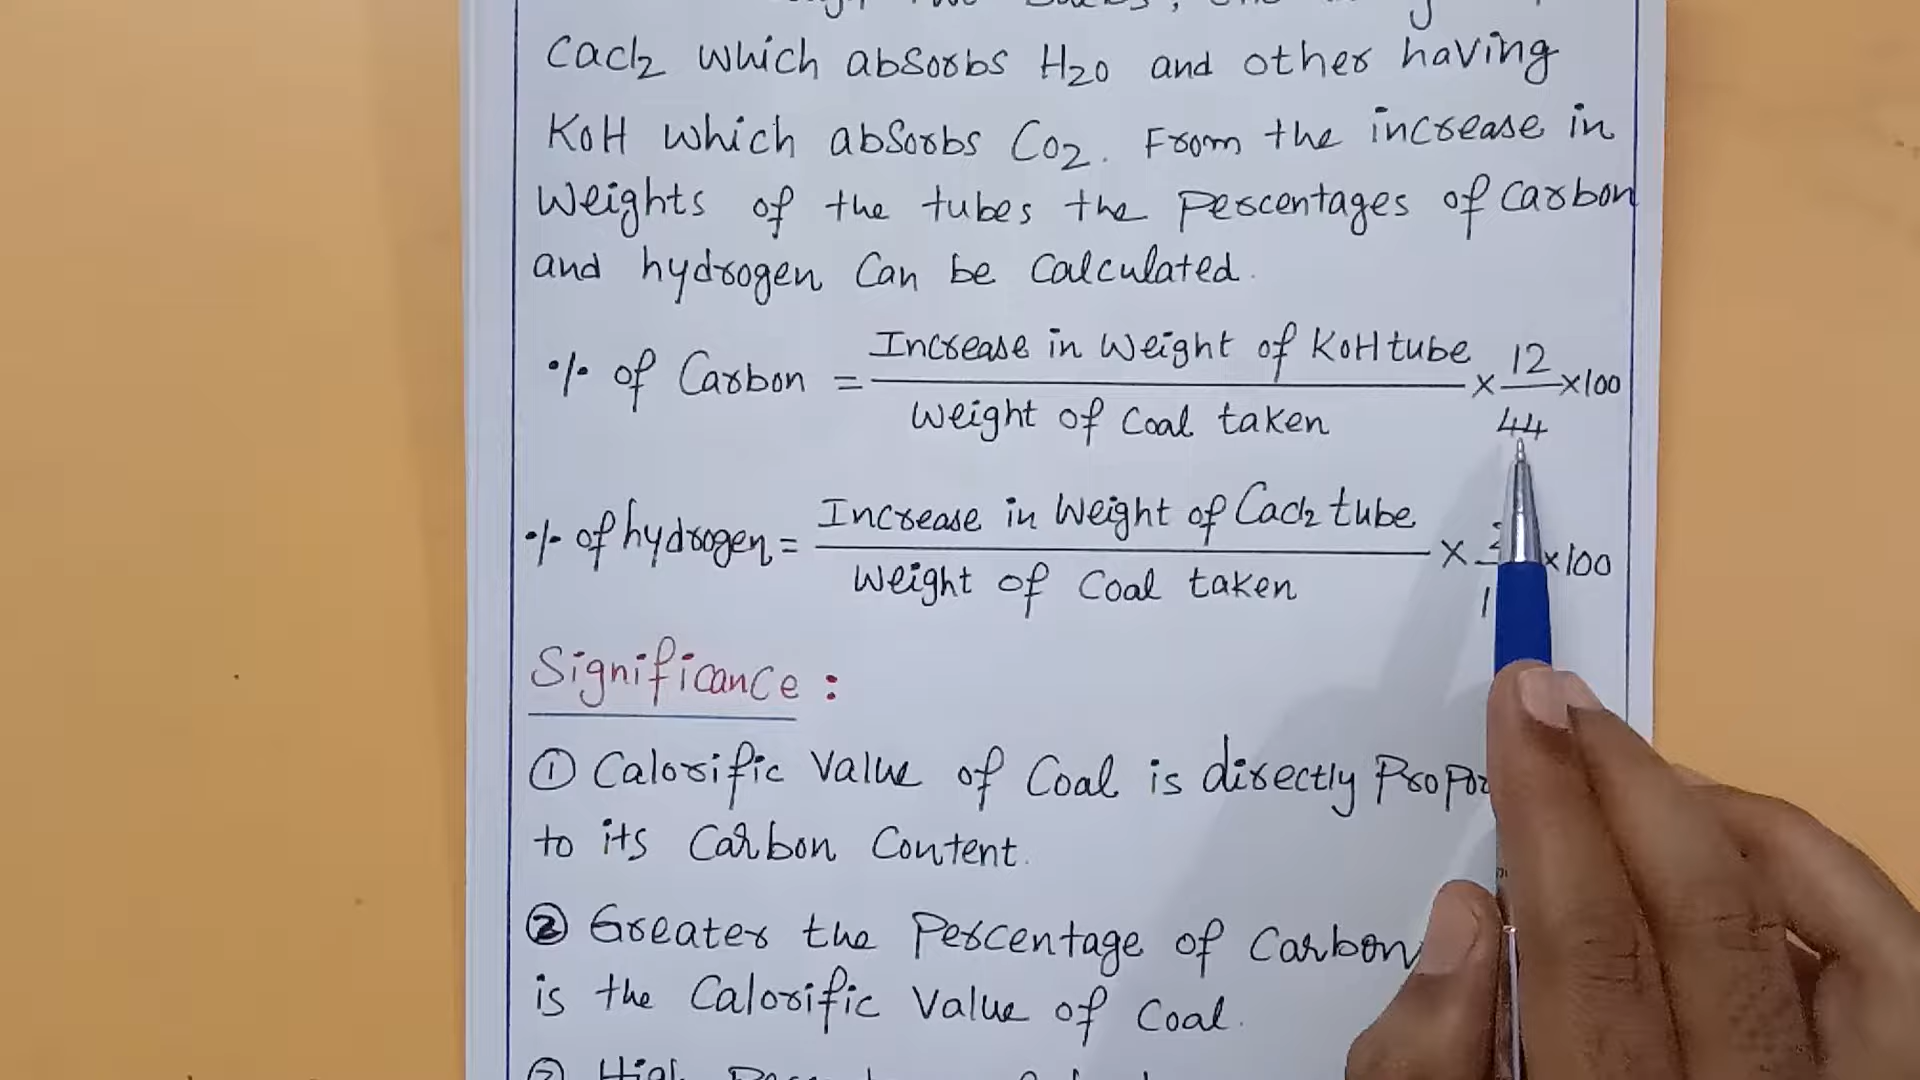 CaCl2 which absorbs H2O and other having
KOH which absorbs CO2. From the increase in
Weights of the tubes the percentages of carbon
and hydrogen can be calculated.
% of Carbon = Increase in weight of KOH tube / Weight of coal taken × 12/44 ×100
% of hydrogen = Increase in weight of CaCl2 tube / Weight of coal taken × ×100
Significance :
① Calorific value of coal is directly
to its carbon content.
② Greater the percentage of carbon
is the calorific value of coal.